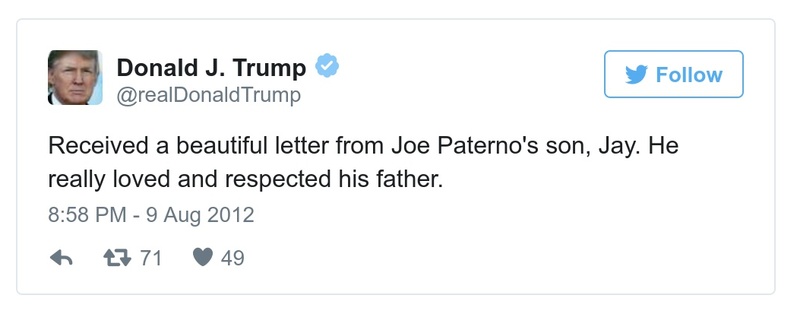 Donald J. Trump
@realDonaldTrump
Follow
Received a beautiful letter from Joe Paterno's son, Jay. He
really loved and respected his father.
8:58 PM - 9 Aug 2012
71 49